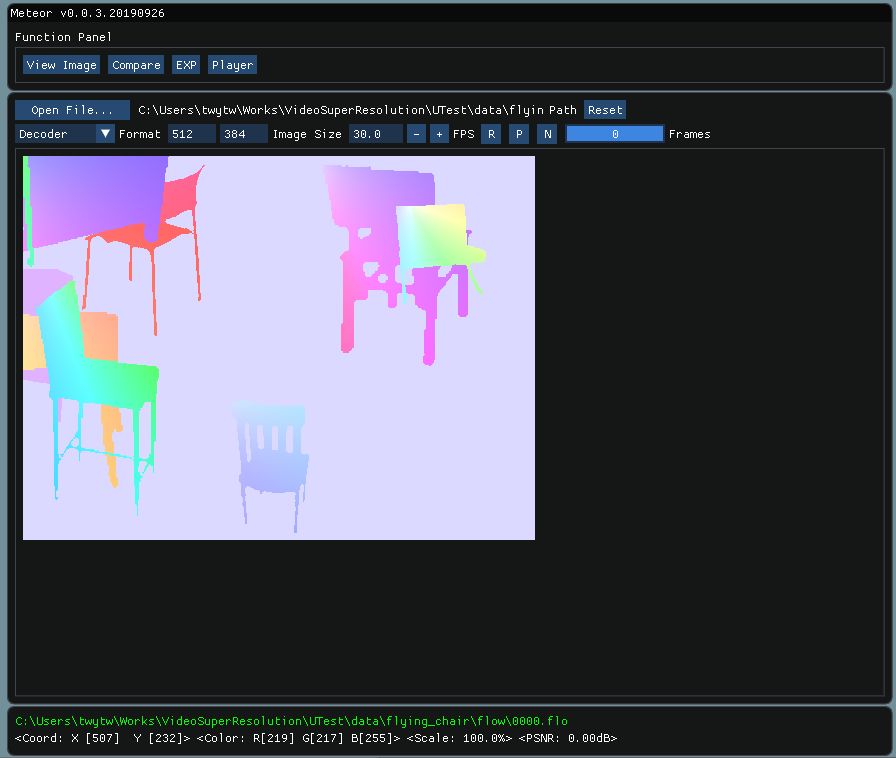 Meteor v0.0.3.20190926
Function Panel
View Image Compare EXP Player
Open File... C:\Users\twytw\Works\VideoSuperResolution\UTest\data\flyin Path Reset
Decoder Format 512 384 Image Size 30.0 - + FPS R P N 0 Frames
C:\Users\twytw\Works\VideoSuperResolution\UTest\data\flying_chair\flow\0000.flo
<Coord: X [507] Y [232]> <Color: R[219] G[217] B[255]> <Scale: 100.0%> <PSNR: 0.00dB>